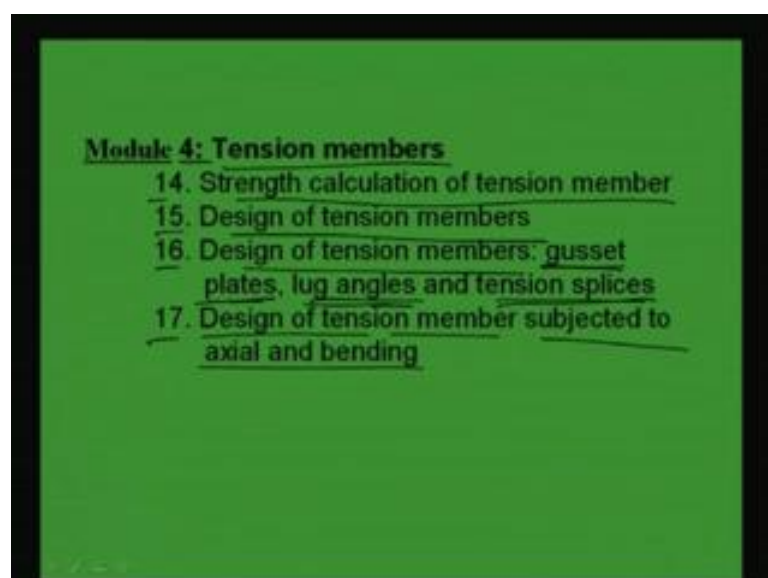 Module 4: Tension members
14. Strength calculation of tension member
15. Design of tension members
16. Design of tension members: gusset
plates, lug angles and tension splices
17. Design of tension member subjected to
axial and bending